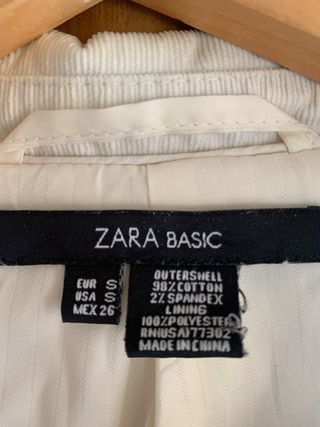 ZARA BASIC
EUR S
USA S
MEX 26
OUTERSHELL
98%COTTON
2%SPANDEX
LINING
100%POLYESTER
RN(USA)77302
MADE IN CHINA